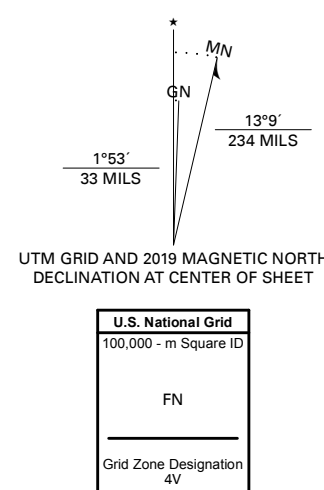 ★
MN
GN
13°9´
234 MILS
1°53´
33 MILS
UTM GRID AND 2019 MAGNETIC NORTH
DECLINATION AT CENTER OF SHEET
U.S. National Grid
100,000 - m Square ID
FN
Grid Zone Designation
4V